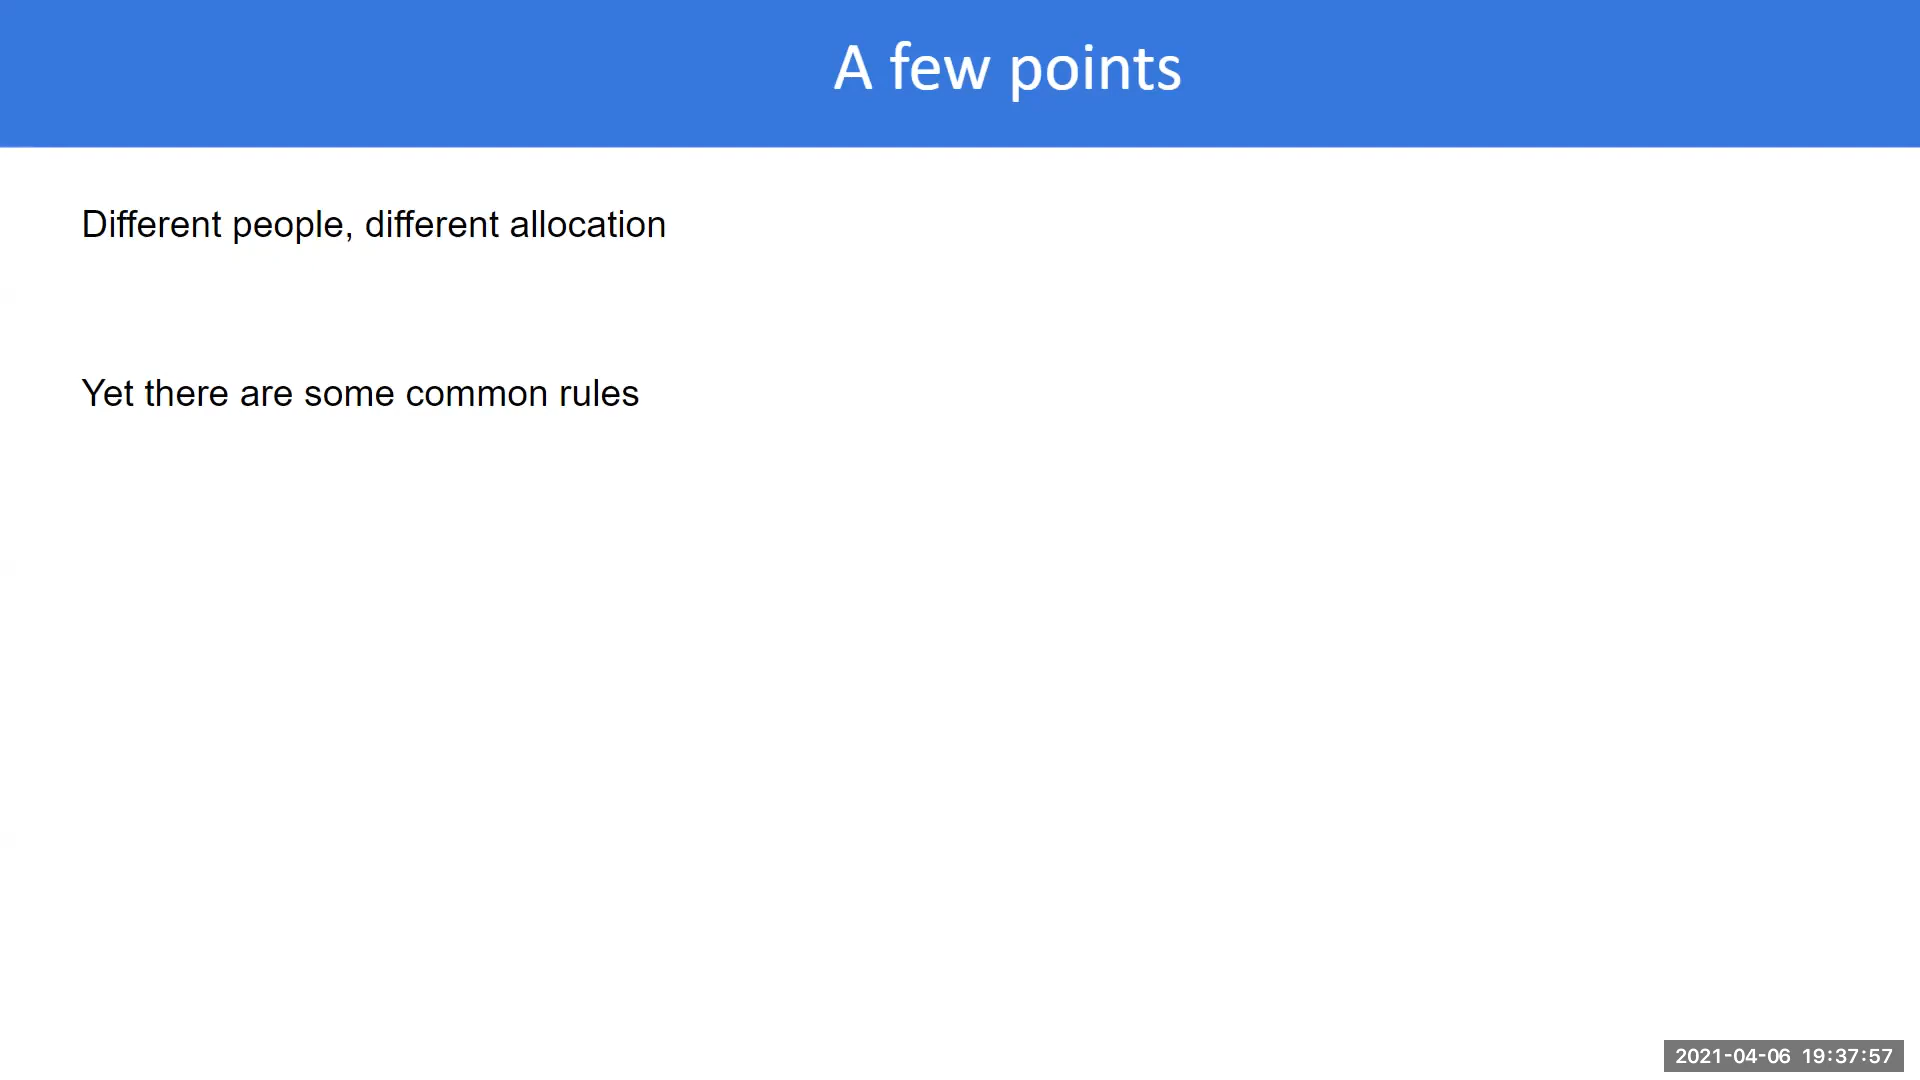 A few points
Different people, different allocation
Yet there are some common rules
2021-04-06 19:37:57